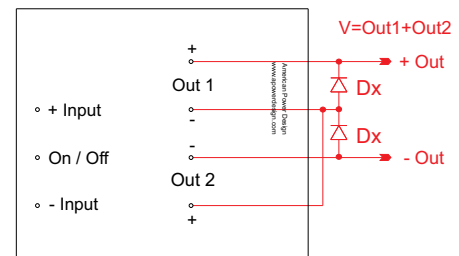 V=Out1+Out2
+
+ Out
Out 1
Dx
+ Input
-
On / Off
-
Dx
- Out
Out 2
- Input
+
American Power Design
www.apowerdesign.com